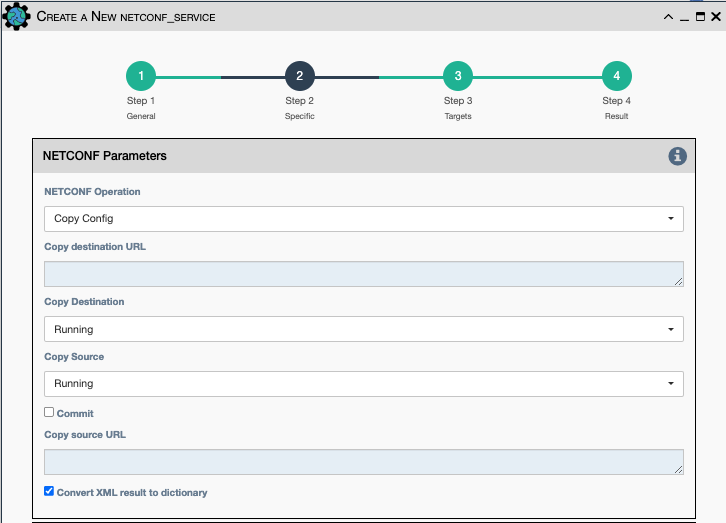 Create a New netconf_service
1
2
3
4
Step 1
Step 2
Step 3
Step 4
General
Specific
Targets
Result
NETCONF Parameters
NETCONF Operation
Copy Config
Copy destination URL
Copy Destination
Running
Copy Source
Running
Commit
Copy source URL
Convert XML result to dictionary